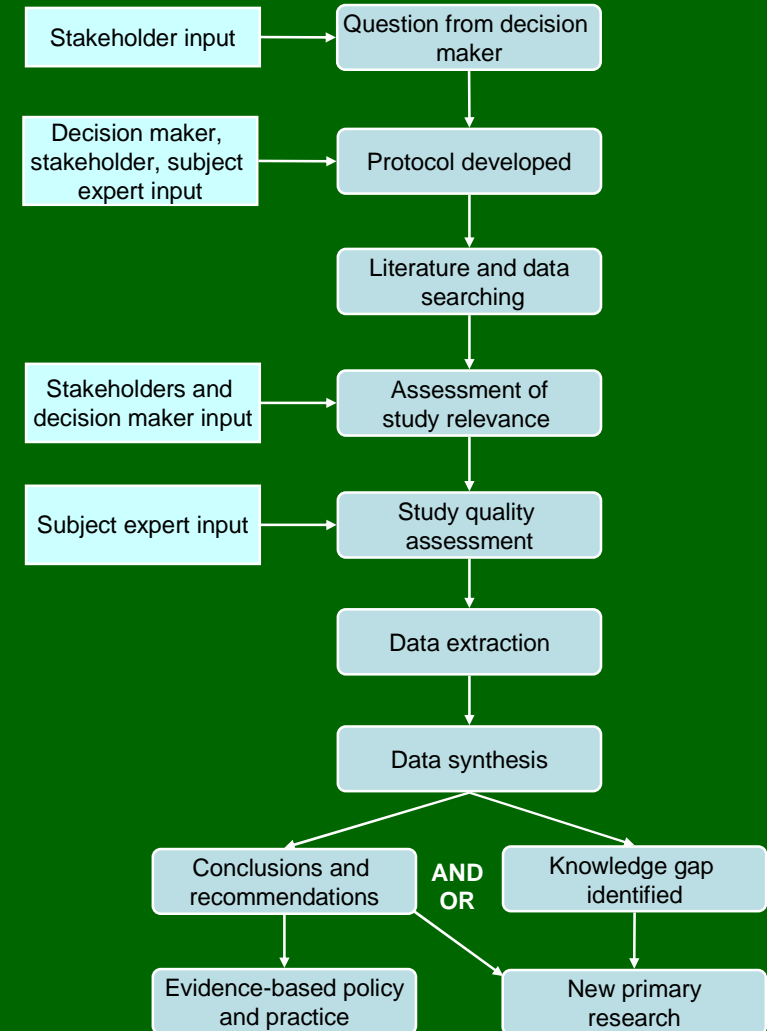 Stakeholder input
Question from decision
maker
Decision maker,
stakeholder, subject
expert input
Protocol developed
Literature and data
searching
Stakeholders and
decision maker input
Assessment of
study relevance
Subject expert input
Study quality
assessment
Data extraction
Data synthesis
Conclusions and
recommendations
AND
OR
Knowledge gap
identified
Evidence-based policy
and practice
New primary
research